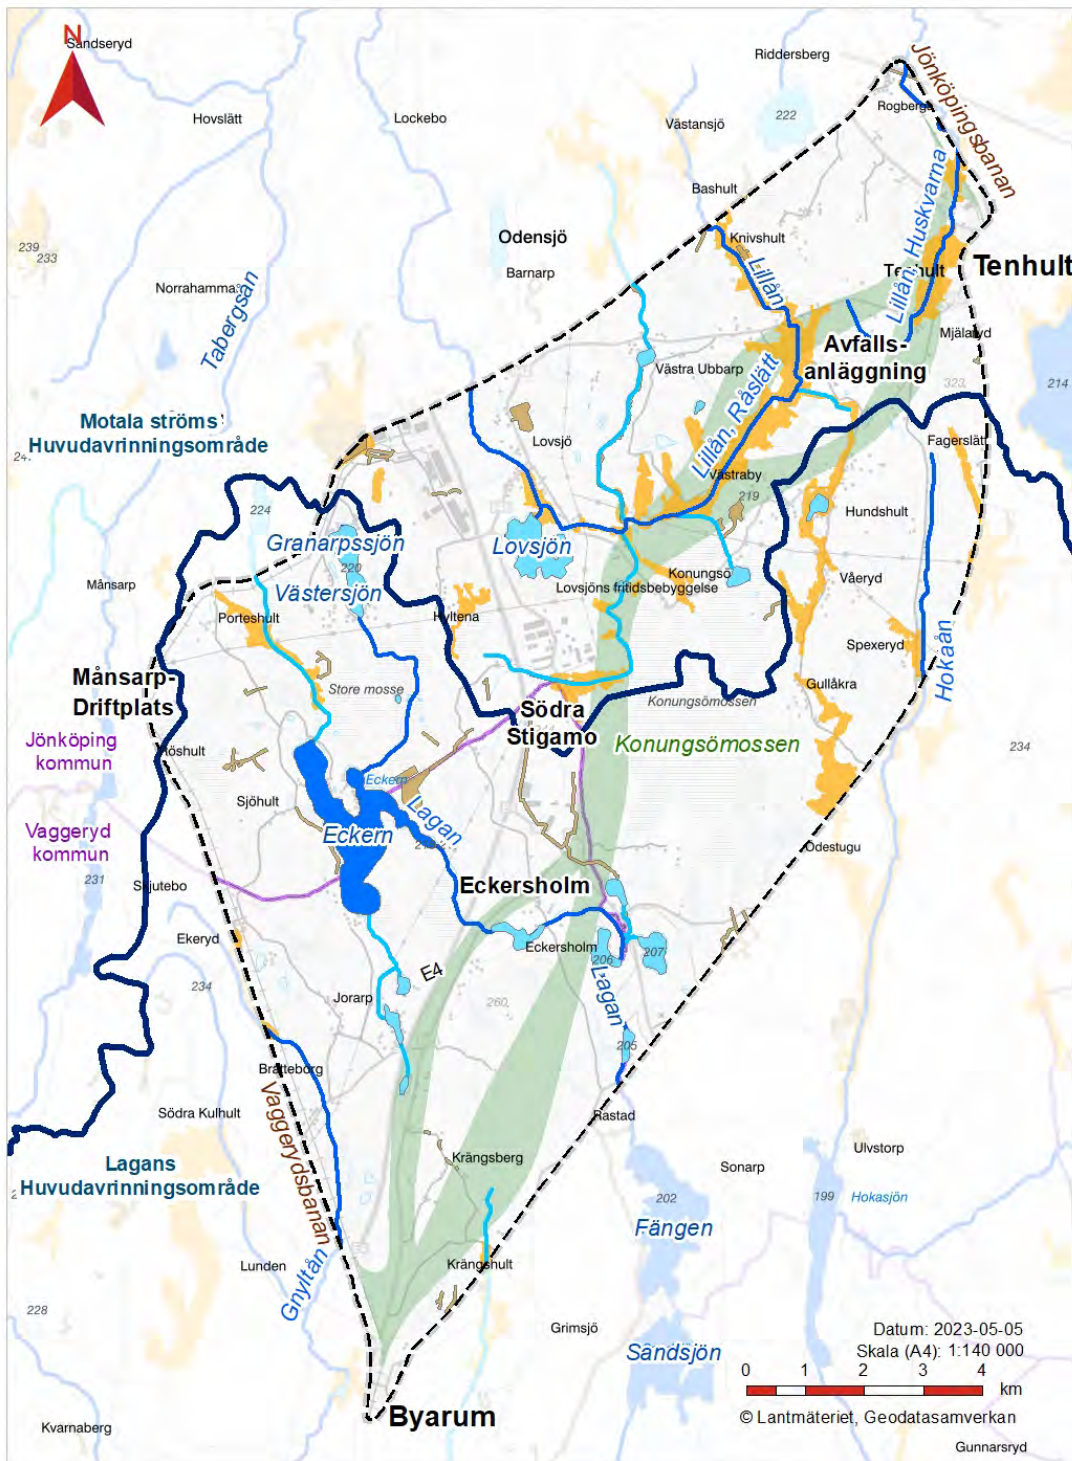 N
Sandseryd
Riddersberg
Jönköpingsbanan
Rogberga
Hovslätt
Lockebo
Västansjö
222
Bashult
Lillån, Huskvarna
239
233
Odensjö
Barnarp
Knivshult
Lillån
Tenhult
Tenhult
Norrahammar
Tabergsån
Mjälaryd
Avfalls-
anläggning
Västra Ubbarp
323
214
Motala ströms
Huvudavrinningsområde
Lillån, Råslätt
Lovsjö
Fagerslätt
Västraby
219
224
Hundshult
Granarpssjön
Lovsjön
220
Månsarp
Västersjön
Konungsö
Lovsjöns fritidsbebyggelse
Våeryd
Porteshult
Hyltena
Spexeryd
Hokaån
Månsarp-
Driftplats
Store mosse
Gullåkra
Konungsömossen
Södra
Stigamo
Jönköping
kommun
Höshult
Konungsömossen
234
Eckern
Sjöhult
Lagan
Vaggeryd
kommun
Eckern
Odestugu
231
Skjutebo
Eckersholm
Ekeryd
Eckersholm
206
207
E4
Lagan
234
Jorarp
260
205
Bratteborg
Södra Kulhult
Rastad
Vaggerydsbanan
Lagans
Huvudavrinningsområde
Krängsberg
Sonarp
Ulvstorp
202
199
Hokasjön
Fängen
Lunden
Gnyltån
Krängshult
228
Grimsjö
Datum: 2023-05-05
Skala (A4): 1:140 000
Sandsjön
0 1 2 3 4
km
Byarum
© Lantmäteriet, Geodatasamverkan
Kvarnaberg
Gunnarsryd